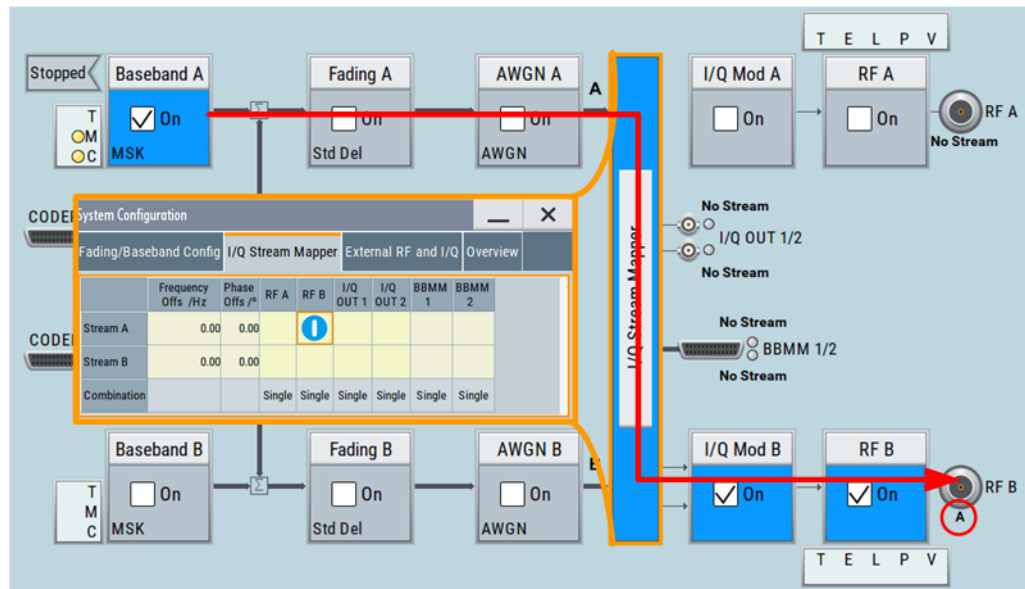 T E L P V
Stopped
Baseband A
Fading A
AWGN A
A
I/Q Mod A
RF A
T
M
C
On
MSK
On
Std Del
On
AWGN
On
On
RF A
No Stream
System Configuration
Fading/Baseband Config
I/Q Stream Mapper
External RF and I/Q
Overview
Frequency Offs /Hz
Phase Offs /°
RF A
RF B
I/Q OUT 1
I/Q OUT 2
BBMM 1
BBMM 2
Stream A
0.00
0.00
Stream B
0.00
0.00
Combination
Single
Single
Single
Single
Single
Single
I/Q Stream Mapper
No Stream
I/Q OUT 1/2
No Stream
No Stream
BBMM 1/2
No Stream
Baseband B
Fading B
AWGN B
I/Q Mod B
RF B
T
M
C
On
MSK
On
Std Del
On
AWGN
On
On
RF B
A
T E L P V